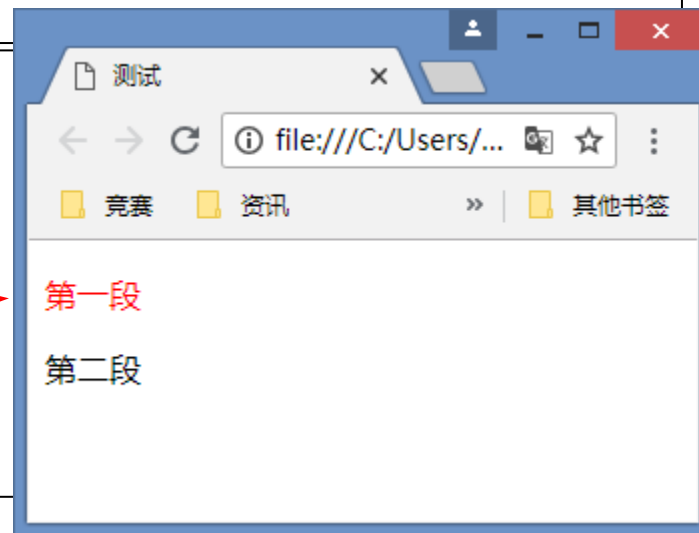 测试
file:///C:/Users/...
竞赛 资讯 » 其他书签
第一段
第二段